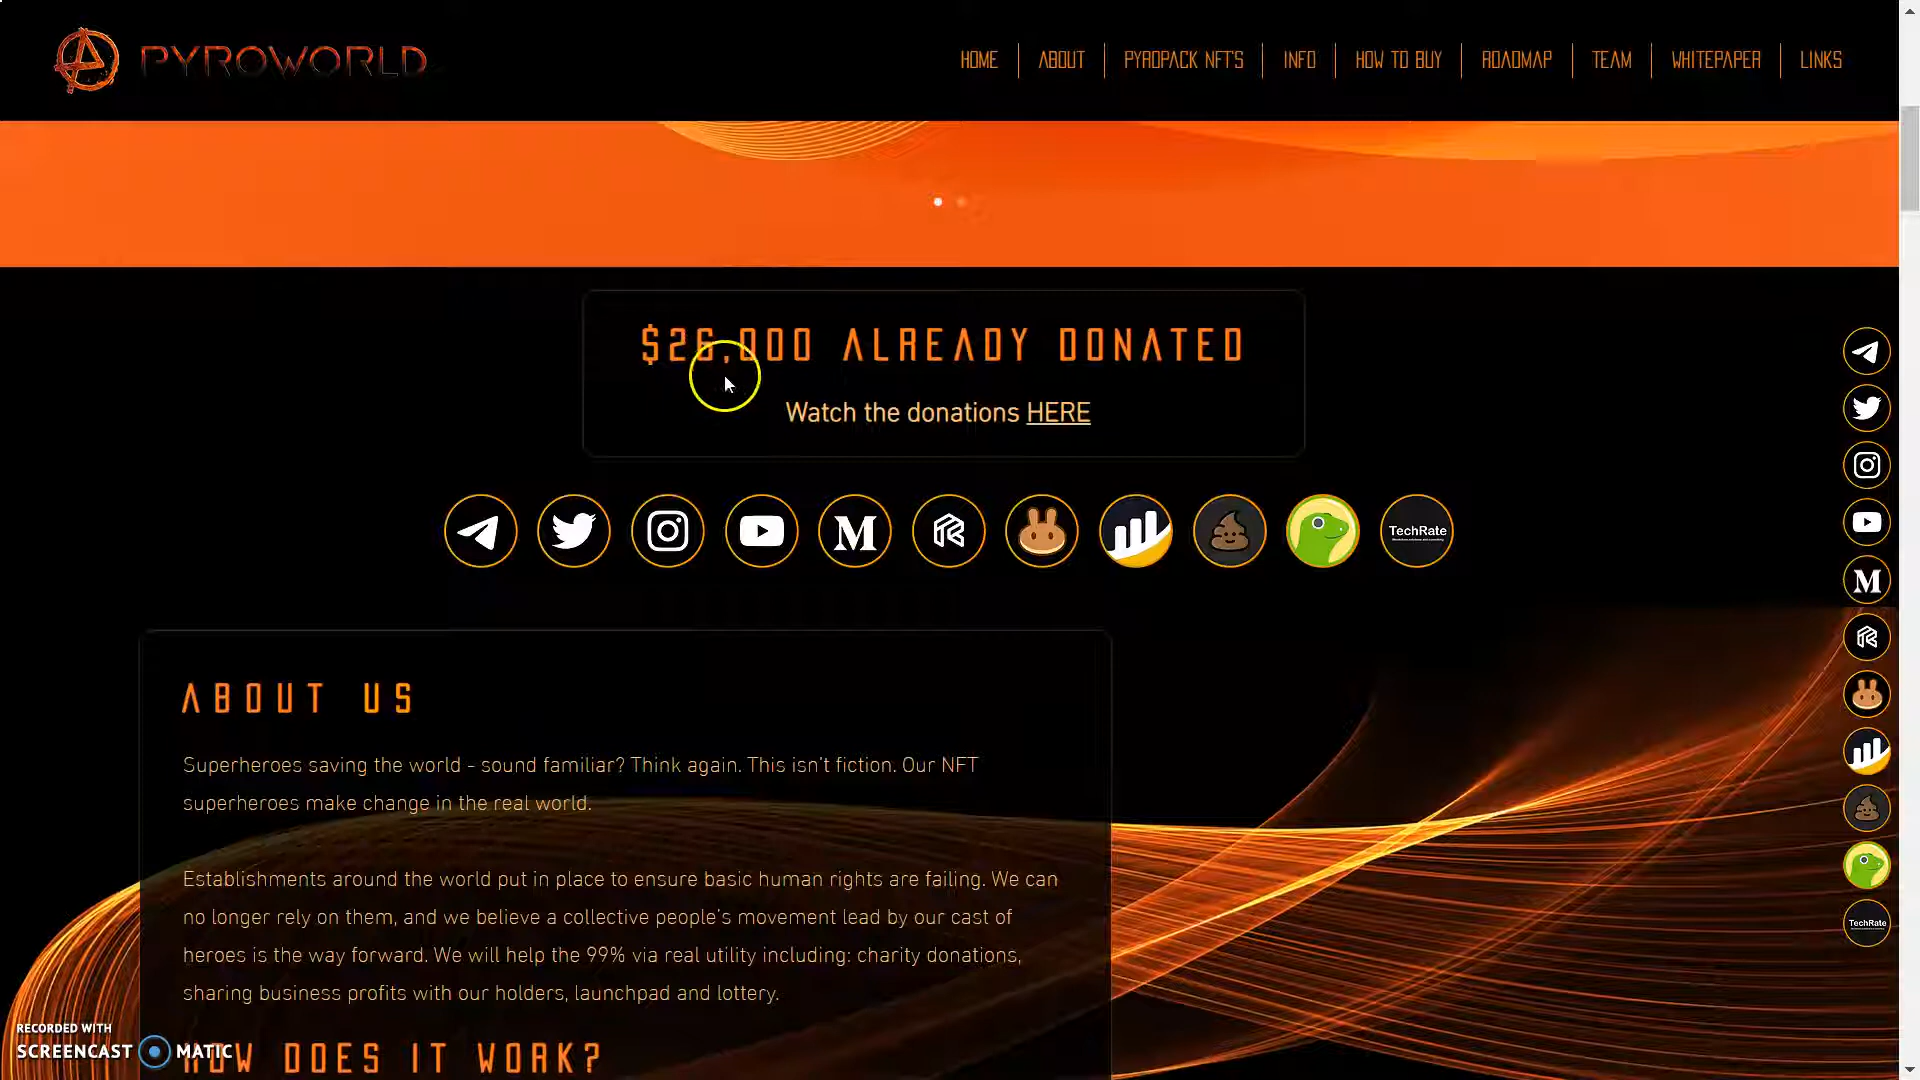 PYROWORLD
HOME
ABOUT
PYROPACK NFT'S
INFO
HOW TO BUY
ROADMAP
TEAM
WHITEPAPER
LINKS
$26,000 ALREADY DONATED
Watch the donations HERE
TechRate
ABOUT US
Superheroes saving the world - sound familiar? Think again. This isn't fiction. Our NFT
superheroes make change in the real world.
Establishments around the world put in place to ensure basic human rights are failing. We can
no longer rely on them, and we believe a collective people's movement lead by our cast of
heroes is the way forward. We will help the 99% via real utility including: charity donations,
sharing business profits with our holders, launchpad and lottery.
HOW DOES IT WORK?
TechRate
RECORDED WITH
SCREENCAST MATIC